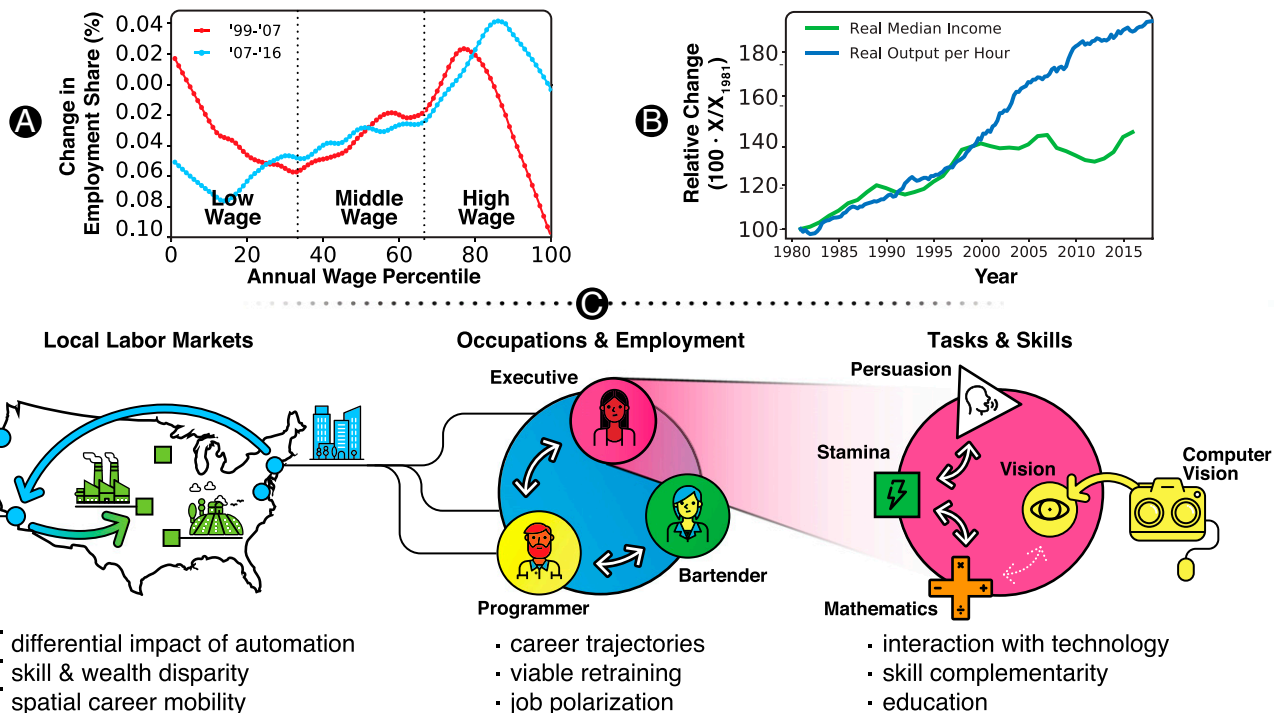 A
Change in
Employment Share (%)
0.04
0.02
0.00
0.04
0.06
0.08
0.10
'99-'07
'07-'16
Low
Wage
Middle
Wage
High
Wage
0 20 40 60 80 100
Annual Wage Percentile
B
Relative Change
(100 · X/X1981)
180
160
140
120
100
Real Median Income
Real Output per Hour
1980 1985 1990 1995 2000 2005 2010 2015
Year
C
Local Labor Markets
differential impact of automation
skill & wealth disparity
spatial career mobility
Occupations & Employment
Executive
Bartender
Programmer
· career trajectories
· viable retraining
· job polarization
Tasks & Skills
Persuasion
Stamina
Vision
Computer
Vision
Mathematics
· interaction with technology
· skill complementarity
· education